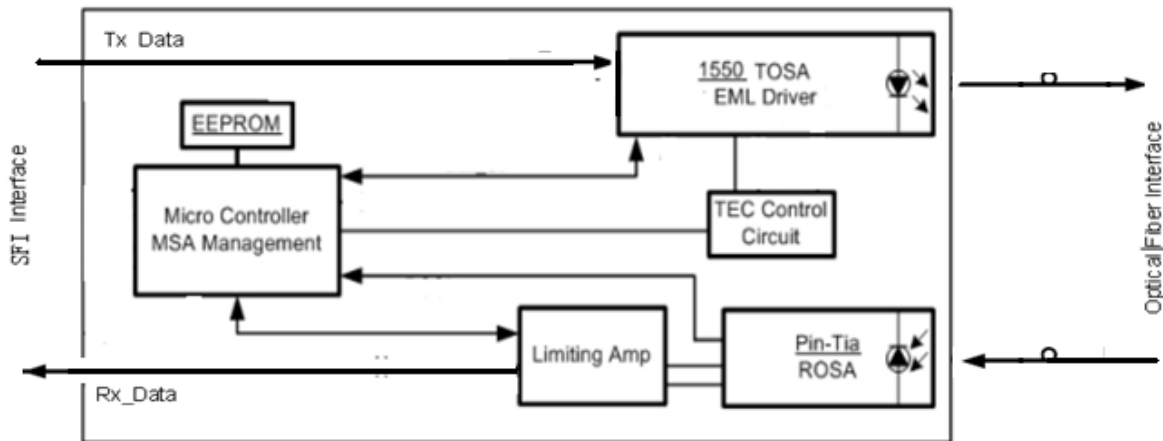 Tx Data
1550 TOSA
EML Driver
EEPROM
Micro Controller
MSA Management
TEC Control
Circuit
SFI Interface
Optical Fiber Interface
Limiting Amp
Pin-Tia
ROSA
Rx_Data